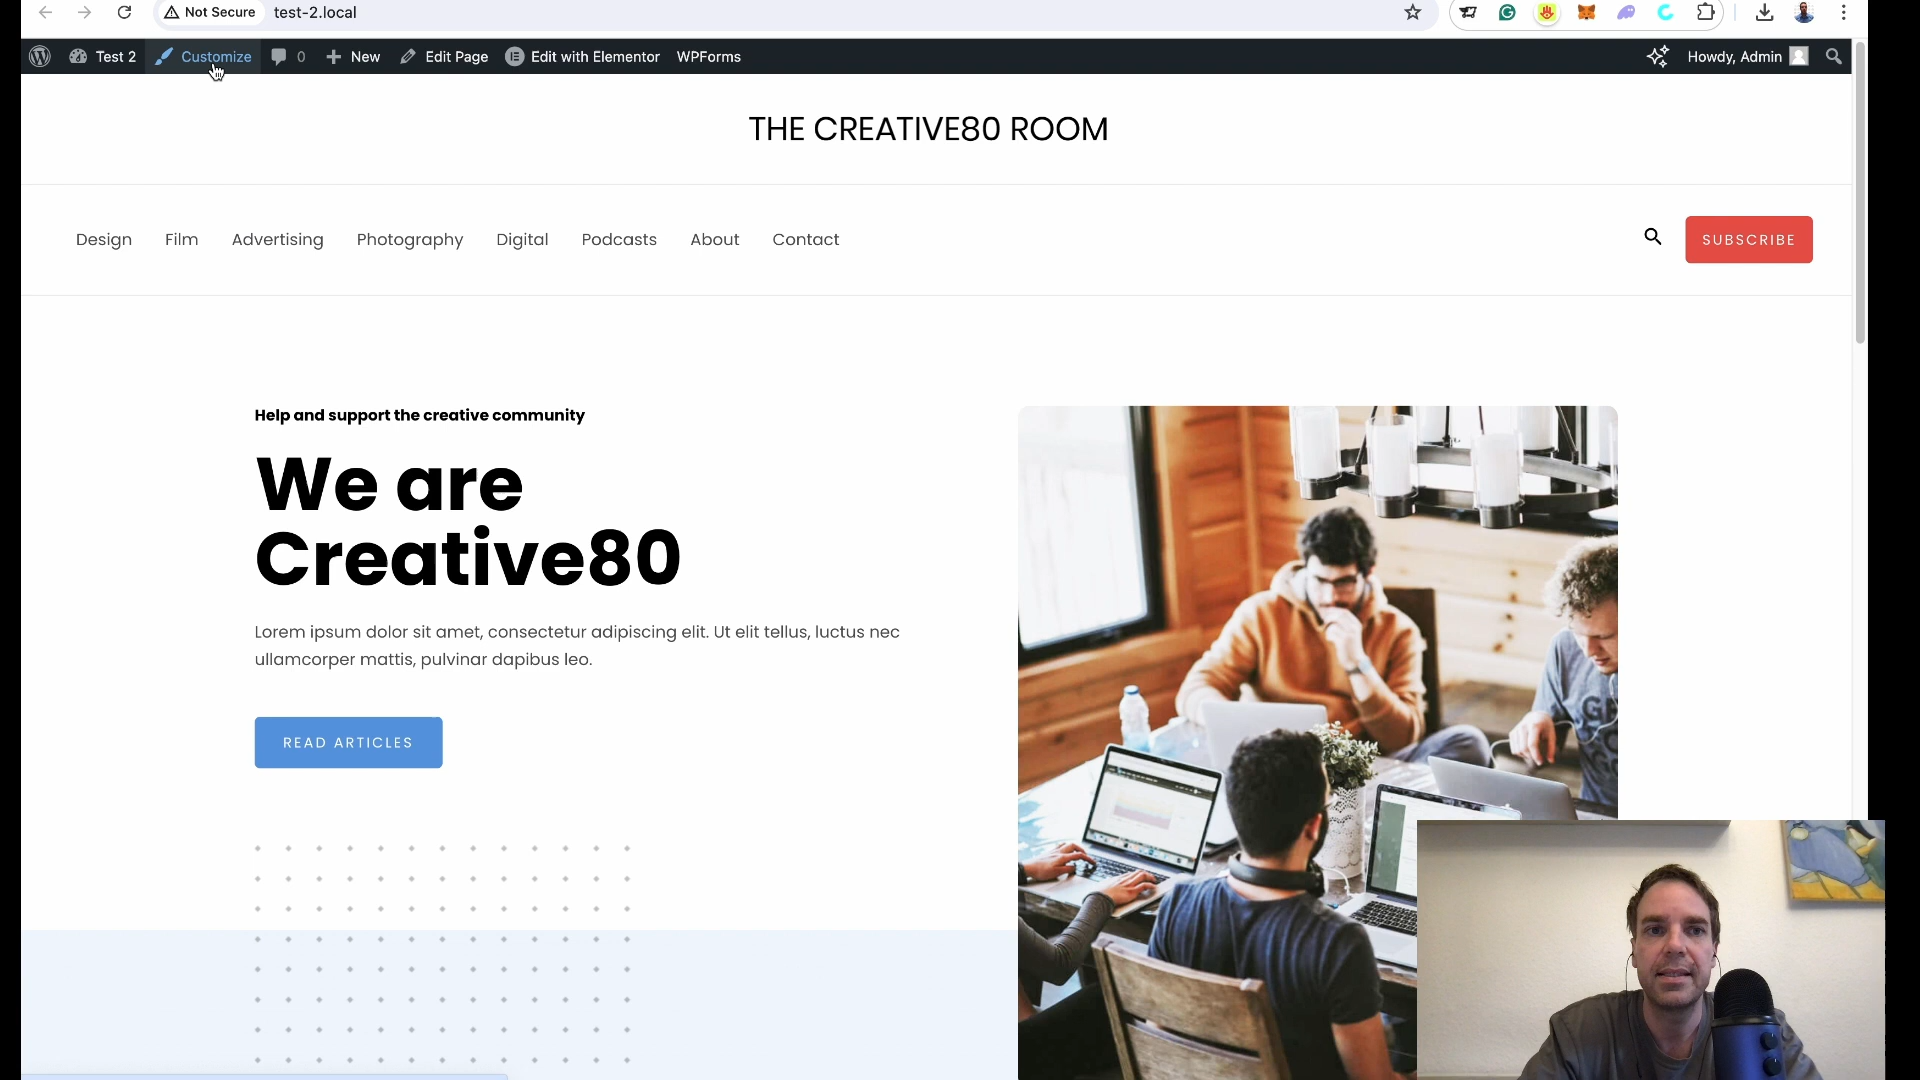 Not Secure test-2.local
Test 2 Customize 0 New Edit Page Edit with Elementor WPForms Howdy, Admin
THE CREATIVE80 ROOM
Design Film Advertising Photography Digital Podcasts About Contact SUBSCRIBE
Help and support the creative community
We are
Creative80
Lorem ipsum dolor sit amet, consectetur adipiscing elit. Ut elit tellus, luctus nec
ullamcorper mattis, pulvinar dapibus leo.
READ ARTICLES